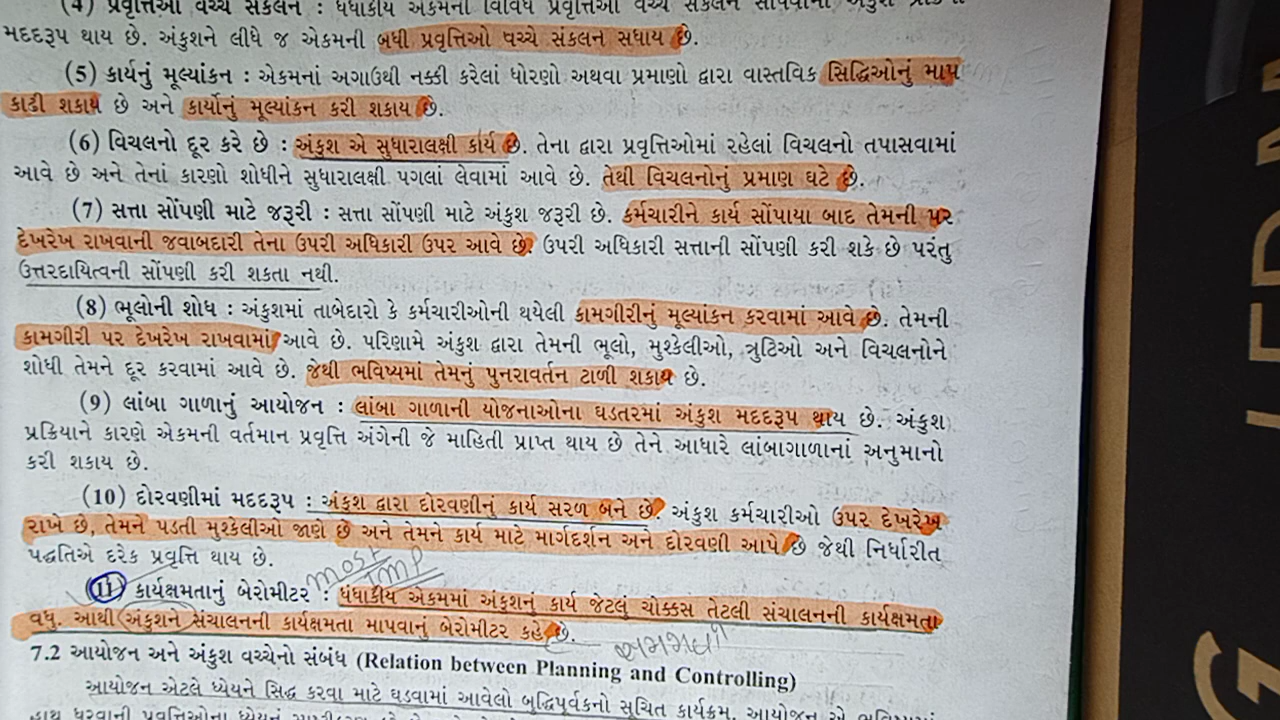 (4) પ્રવૃત્તિઓ વચ્ચે સંકલન : ધંધાકીય એકમની વિવિધ પ્રવૃત્તિઓ વચ્ચે સંકલન
મદદરૂપ થાય છે. અંકુશને લીધે જ એકમની બધી પ્રવૃત્તિઓ વચ્ચે સંકલન સધાય છે.
(5) કાર્યનું મૂલ્યાંકન : એકમનાં અગાઉથી નક્કી કરેલાં ધોરણો અથવા પ્રમાણો દ્વારા વાસ્તવિક સિદ્ધિઓનું માપ
કાઢી શકાય છે અને કાર્યોનું મૂલ્યાંકન કરી શકાય છે.
(6) વિચલનો દૂર કરે છે : અંકુશ એ સુધારાલક્ષી કાર્ય છે. તેના દ્વારા પ્રવૃત્તિઓમાં રહેલાં વિચલનો તપાસવામાં
આવે છે અને તેનાં કારણો શોધીને સુધારાલક્ષી પગલાં લેવામાં આવે છે. તેથી વિચલનોનું પ્રમાણ ઘટે છે.
(7) સત્તા સોંપણી માટે જરૂરી : સત્તા સોંપણી માટે અંકુશ જરૂરી છે. કર્મચારીને કાર્ય સોંપાયા બાદ તેમની પર
દેખરેખ રાખવાની જવાબદારી તેના ઉપરી અધિકારી ઉપર આવે છે. ઉપરી અધિકારી સત્તાની સોંપણી કરી શકે છે પરંતુ
ઉત્તરદાયિત્વની સોંપણી કરી શકતા નથી.
(8) ભૂલોની શોધ : અંકુશમાં તાબેદારો કે કર્મચારીઓની થયેલી કામગીરીનું મૂલ્યાંકન કરવામાં આવે છે. તેમની
કામગીરી પર દેખરેખ રાખવામાં આવે છે. પરિણામે અંકુશ દ્વારા તેમની ભૂલો, મુશ્કેલીઓ, ત્રુટિઓ અને વિચલનોને
શોધી તેમને દૂર કરવામાં આવે છે. જેથી ભવિષ્યમાં તેમનું પુનરાવર્તન ટાળી શકાય છે.
(9) લાંબા ગાળાનું આયોજન : લાંબા ગાળાની યોજનાઓના ઘડતરમાં અંકુશ મદદરૂપ થાય છે. અંકુશ
પ્રક્રિયાને કારણે એકમની વર્તમાન પ્રવૃત્તિ અંગેની જે માહિતી પ્રાપ્ત થાય છે તેને આધારે લાંબાગાળાનાં અનુમાનો
કરી શકાય છે.
(10) દોરવણીમાં મદદરૂપ : અંકુશ દ્વારા દોરવણીનું કાર્ય સરળ બને છે. અંકુશ કર્મચારીઓ ઉપર દેખરેખ
રાખે છે, તેમને પડતી મુશ્કેલીઓ જાણે છે અને તેમને કાર્ય માટે માર્ગદર્શન અને દોરવણી આપે છે જેથી નિર્ધારિત
પદ્ધતિએ દરેક પ્રવૃત્તિ થાય છે.
most
IMP
(11) કાર્યક્ષમતાનું બેરોમીટર : ધંધાકીય એકમમાં અંકુશનું કાર્ય જેટલું ચોક્કસ તેટલી સંચાલનની કાર્યક્ષમતા
વધુ. આથી અંકુશને સંચાલનની કાર્યક્ષમતા માપવાનું બેરોમીટર કહે છે.
7.2 આયોજન અને અંકુશ વચ્ચેનો સંબંધ (Relation between Planning and Controlling)
આયોજન એટલે ધ્યેયને સિદ્ધ કરવા માટે ઘડવામાં આવેલો બુદ્ધિપૂર્વકનો સૂચિત કાર્યક્રમ. આયોજન એ